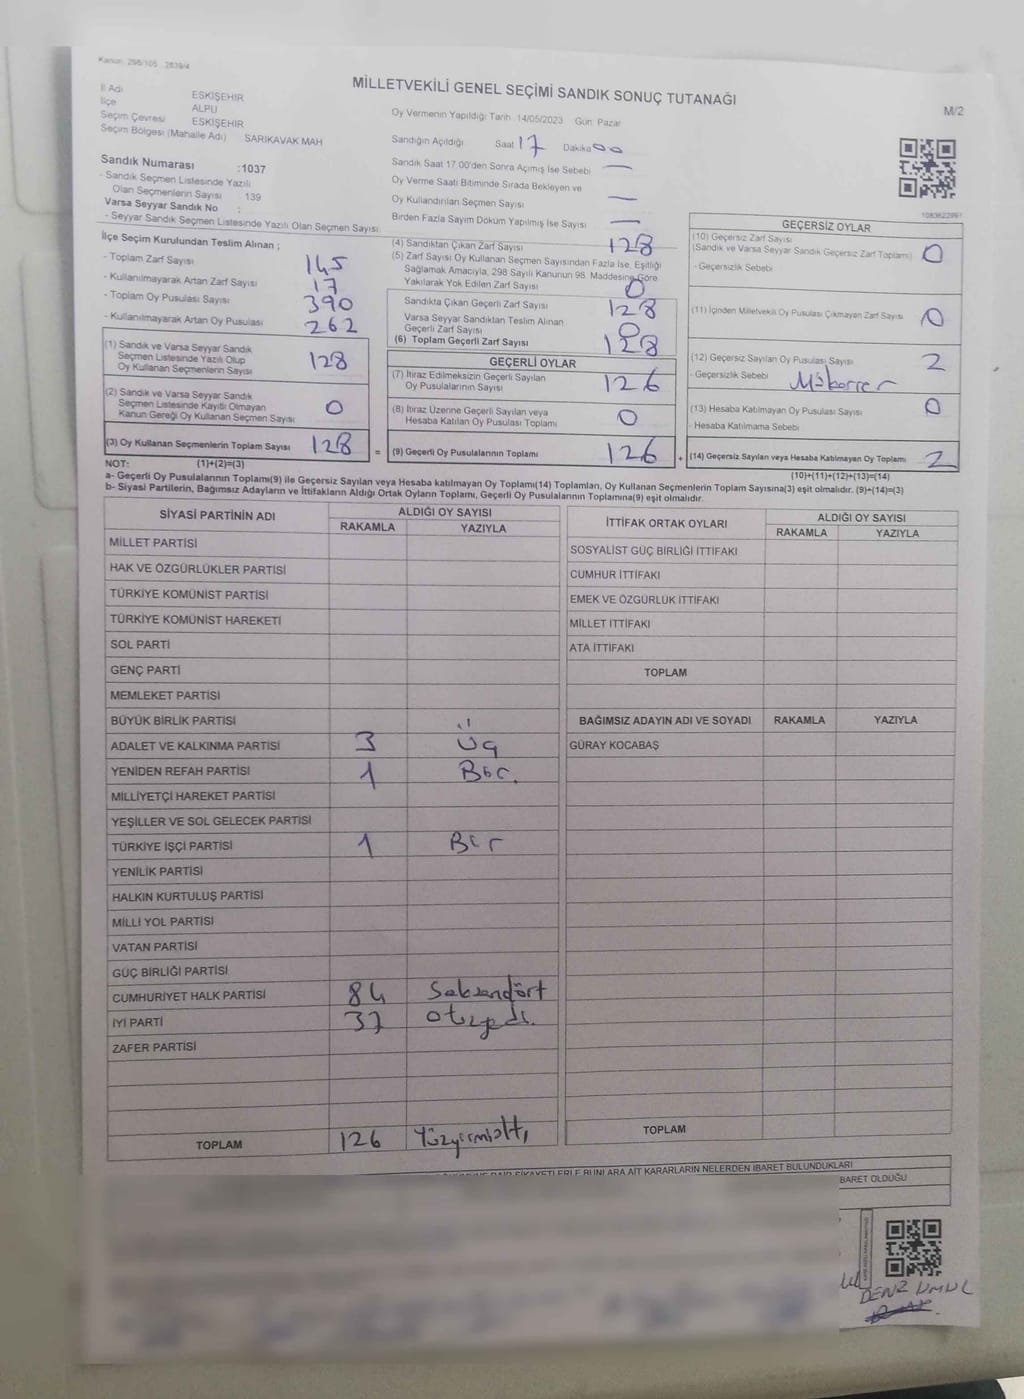 Kanun: 298/105 2839/4
MİLLETVEKİLİ GENEL SEÇİMİ SANDIK SONUÇ TUTANAĞI
M/2
İl Adı ESKİŞEHİR
İlçe ALPU
Seçim Çevresi ESKİŞEHİR
Seçim Bölgesi (Mahalle Adı) SARIKAVAK MAH
Sandık Numarası :1037
- Sandık Seçmen Listesinde Yazılı
Olan Seçmenlerin Sayısı : 139
Varsa Seyyar Sandık No :
- Seyyar Sandık Seçmen Listesinde Yazılı Olan Seçmen Sayısı:
Oy Vermenin Yapıldığı Tarih :14/05/2023 Gün: Pazar
Sandığın Açıldığı Saat 17 Dakika 00
Sandık Saat 17.00'den Sonra Açımış İse Sebebi —
Oy Verme Saati Bitiminde Sırada Bekleyen ve
Oy Kullandırılan Seçmen Sayısı —
Birden Fazla Sayım Döküm Yapılmış İse Sayısı —
1083622991
İlçe Seçim Kurulundan Teslim Alınan ;
- Toplam Zarf Sayısı 145
- Kullanılmayarak Artan Zarf Sayısı 17
- Toplam Oy Pusulası Sayısı 390
- Kullanılmayarak Artan Oy Pusulası 262
(1) Sandık ve Varsa Seyyar Sandık
Seçmen Listesinde Yazılı Olup
Oy Kullanan Seçmenlerin Sayısı 128
(2) Sandık ve Varsa Seyyar Sandık
Seçmen Listesinde Kayıtlı Olmayan
Kanun Gereği Oy Kullanan Seçmen Sayısı 0
(3) Oy Kullanan Seçmenlerin Toplam Sayısı 128 =
(4) Sandıktan Çıkan Zarf Sayısı 128
(5) Zarf Sayısı Oy Kullanan Seçmen Sayısından Fazla İse, Eşitliği
Sağlamak Amacıyla, 298 Sayılı Kanunun 98. Maddesine Göre
Yakılarak Yok Edilen Zarf Sayısı 0
Sandıkta Çıkan Geçerli Zarf Sayısı 128
Varsa Seyyar Sandıktan Teslim Alınan
Geçerli Zarf Sayısı 0
(6) Toplam Geçerli Zarf Sayısı 128
GEÇERLİ OYLAR
(7) İtiraz Edilmeksizin Geçerli Sayılan
Oy Pusulalarının Sayısı 126
(8) İtiraz Üzerine Geçerli Sayılan veya
Hesaba Katılan Oy Pusulası Toplamı 0
(9) Geçerli Oy Pusulalarının Toplamı 126 +
GEÇERSİZ OYLAR
(10) Geçersiz Zarf Sayısı
(Sandık ve Varsa Seyyar Sandık Geçersiz Zarf Toplamı) 0
- Geçersizlik Sebebi
(11) İçinden Milletvekili Oy Pusulası Çıkmayan Zarf Sayısı 0
(12) Geçersiz Sayılan Oy Pusulası Sayısı 2
- Geçersizlik Sebebi Mükerrer
(13) Hesaba Katılmayan Oy Pusulası Sayısı 0
- Hesaba Katılmama Sebebi
(14) Geçersiz Sayılan veya Hesaba Katılmayan Oy Toplamı 2
NOT: (1)+(2)=(3) (10)+(11)+(12)+(13)=(14)
a- Geçerli Oy Pusulalarının Toplamı(9) ile Geçersiz Sayılan veya Hesaba katılmayan Oy Toplamı(14) Toplamları, Oy Kullanan Seçmenlerin Toplam Sayısına(3) eşit olmalıdır. (9)+(14)=(3)
b- Siyasi Partilerin, Bağımsız Adayların ve İttifakların Aldığı Ortak Oyların Toplamı, Geçerli Oy Pusulalarının Toplamına(9) eşit olmalıdır.
SİYASİ PARTİNİN ADI ALDIĞI OY SAYISI
RAKAMLA YAZIYLA
MİLLET PARTİSİ
HAK VE ÖZGÜRLÜKLER PARTİSİ
TÜRKİYE KOMÜNİST PARTİSİ
TÜRKİYE KOMÜNİST HAREKETİ
SOL PARTİ
GENÇ PARTİ
MEMLEKET PARTİSİ
BÜYÜK BİRLİK PARTİSİ
ADALET VE KALKINMA PARTİSİ 3 Üç
YENİDEN REFAH PARTİSİ 1 Bir.
MİLLİYETÇİ HAREKET PARTİSİ
YEŞİLLER VE SOL GELECEK PARTİSİ
TÜRKİYE İŞÇİ PARTİSİ 1 Bir
YENİLİK PARTİSİ
HALKIN KURTULUŞ PARTİSİ
MİLLİ YOL PARTİSİ
VATAN PARTİSİ
GÜÇ BİRLİĞİ PARTİSİ
CUMHURİYET HALK PARTİSİ 84 Seksendört
İYİ PARTİ 37 otuzyedi.
ZAFER PARTİSİ
TOPLAM 126 Yüzyirmialtı
İTTİFAK ORTAK OYLARI ALDIĞI OY SAYISI
RAKAMLA YAZIYLA
SOSYALİST GÜÇ BİRLİĞİ İTTİFAKI
CUMHUR İTTİFAKI
EMEK VE ÖZGÜRLÜK İTTİFAKI
MİLLET İTTİFAKI
ATA İTTİFAKI
TOPLAM
BAĞIMSIZ ADAYIN ADI VE SOYADI RAKAMLA YAZIYLA
GÜRAY KOCABAŞ
TOPLAM
ŞİKAYETLERLE BUNLARA AİT KARARLARIN NELERDEN İBARET BULUNDUKLARI
İBARET OLDUĞU
DENİZ UMUL